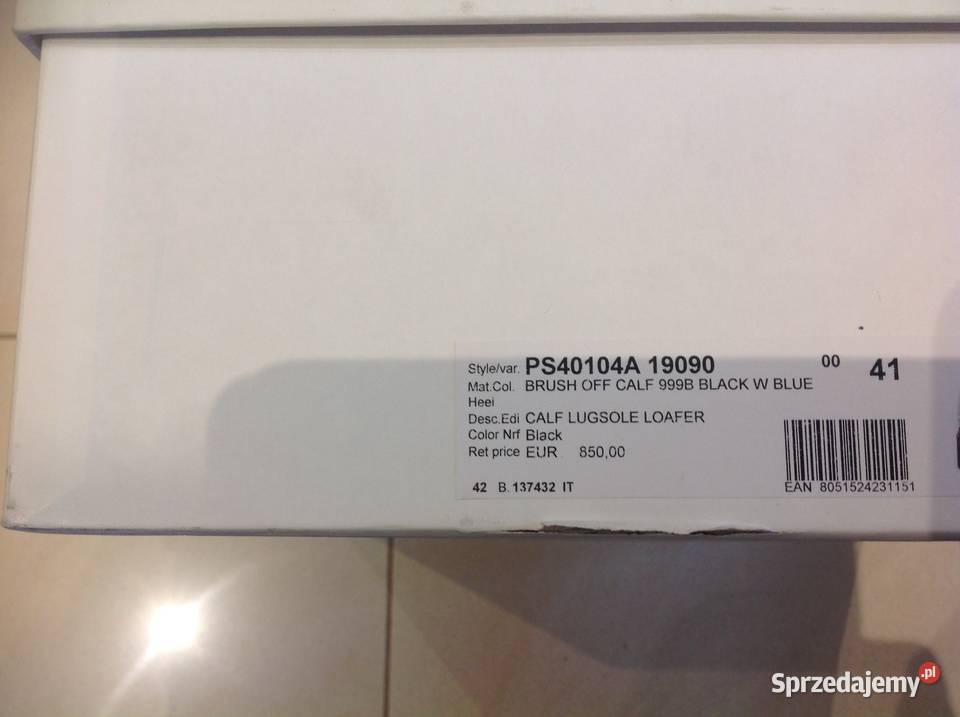 Style/var. PS40104A 19090 00 41
Mat.Col. BRUSH OFF CALF 999B BLACK W BLUE
Heel
Desc.Edi CALF LUGSOLE LOAFER
Color Nrf Black
Ret price EUR 850,00
42 B. 137432 IT
EAN 8051524231151
Sprzedajemy.pl